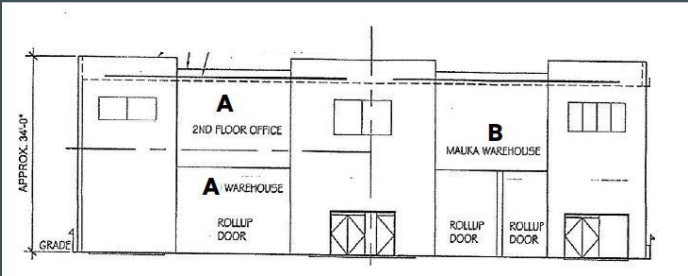 APPROX. 34'-0"
GRADE
A
2ND FLOOR OFFICE
A WAREHOUSE
ROLLUP
DOOR
B
MAUKA WAREHOUSE
ROLLUP
DOOR
ROLLUP
DOOR